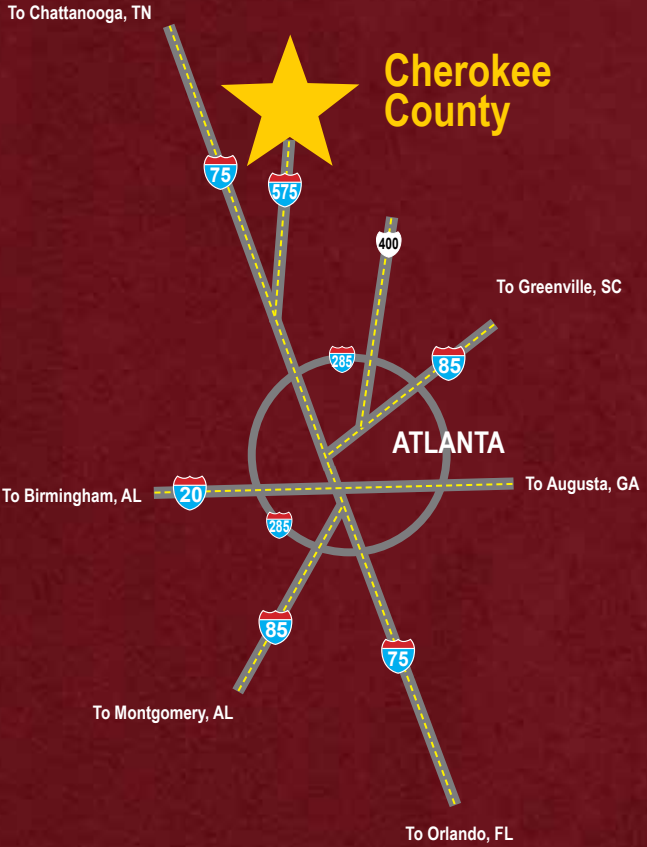 To Chattanooga, TN
Cherokee
County
75
575
400
To Greenville, SC
285
85
ATLANTA
To Birmingham, AL
20
To Augusta, GA
285
85
75
To Montgomery, AL
To Orlando, FL